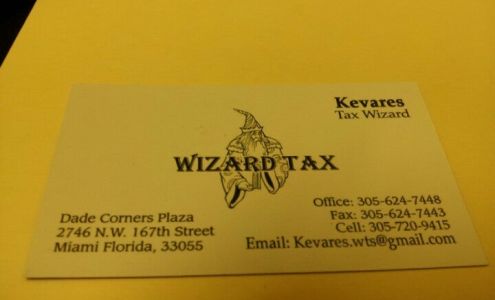 Kevares
Tax Wizard
WIZARD TAX
Dade Corners Plaza
2746 N.W. 167th Street
Miami Florida, 33055
Office: 305-624-7448
Fax: 305-624-7443
Cell: 305-720-9415
Email: Kevares.wts@gmail.com